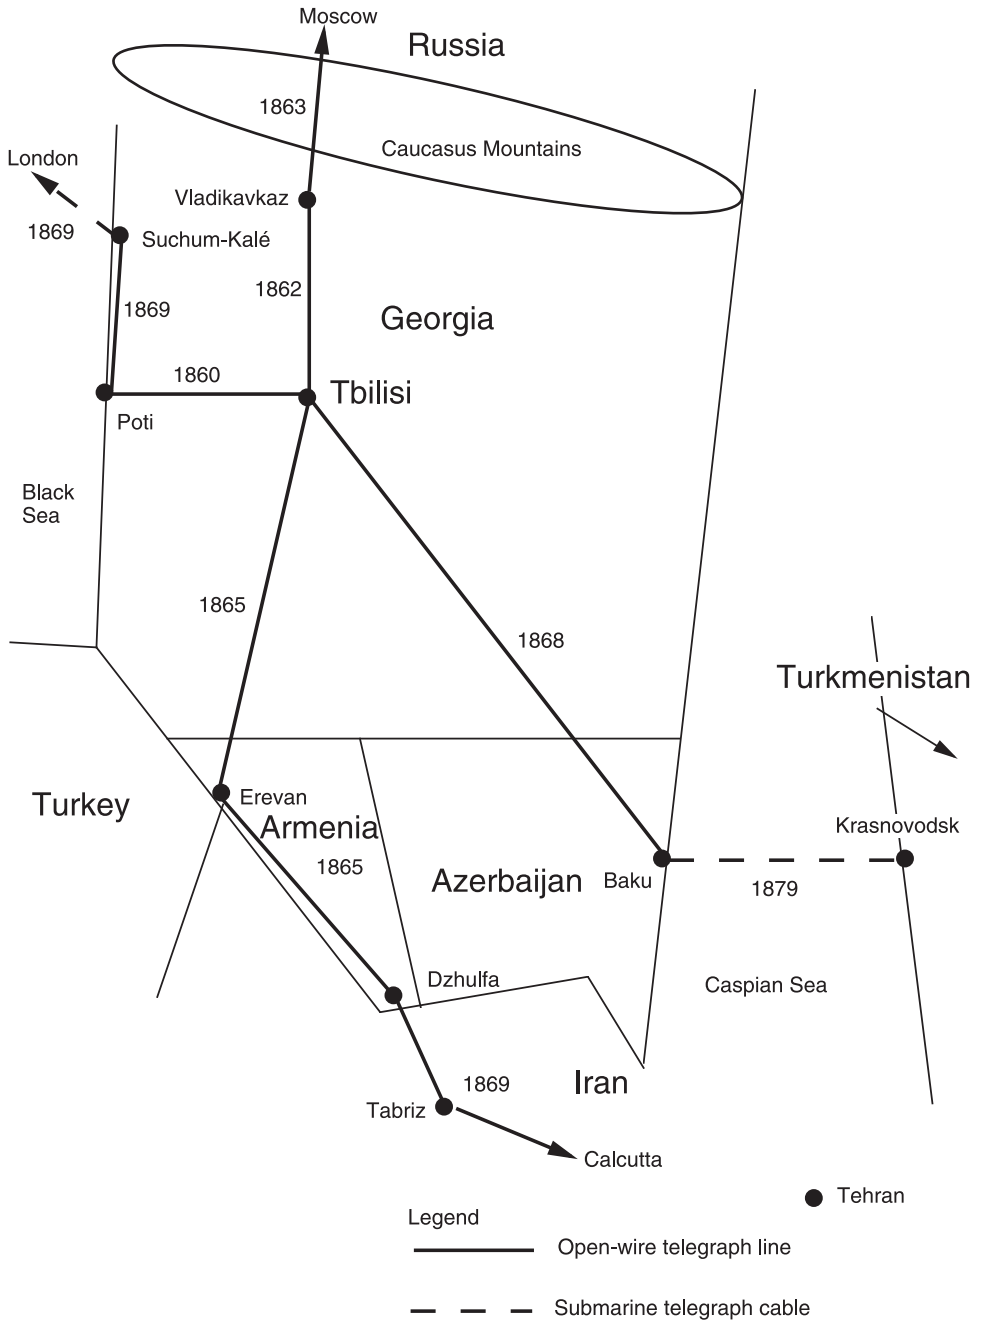 Moscow
Russia
1863
Caucasus Mountains
London
Vladikavkaz
1869
Suchum-Kalé
1862
1869
Georgia
1860
Tbilisi
Poti
Black
Sea
1865
1868
Turkmenistan
Turkey
Erevan
Armenia
Krasnovodsk
1865
Azerbaijan
Baku
1879
Dzhulfa
Caspian Sea
1869
Iran
Tabriz
Calcutta
Tehran
Legend
Open-wire telegraph line
Submarine telegraph cable